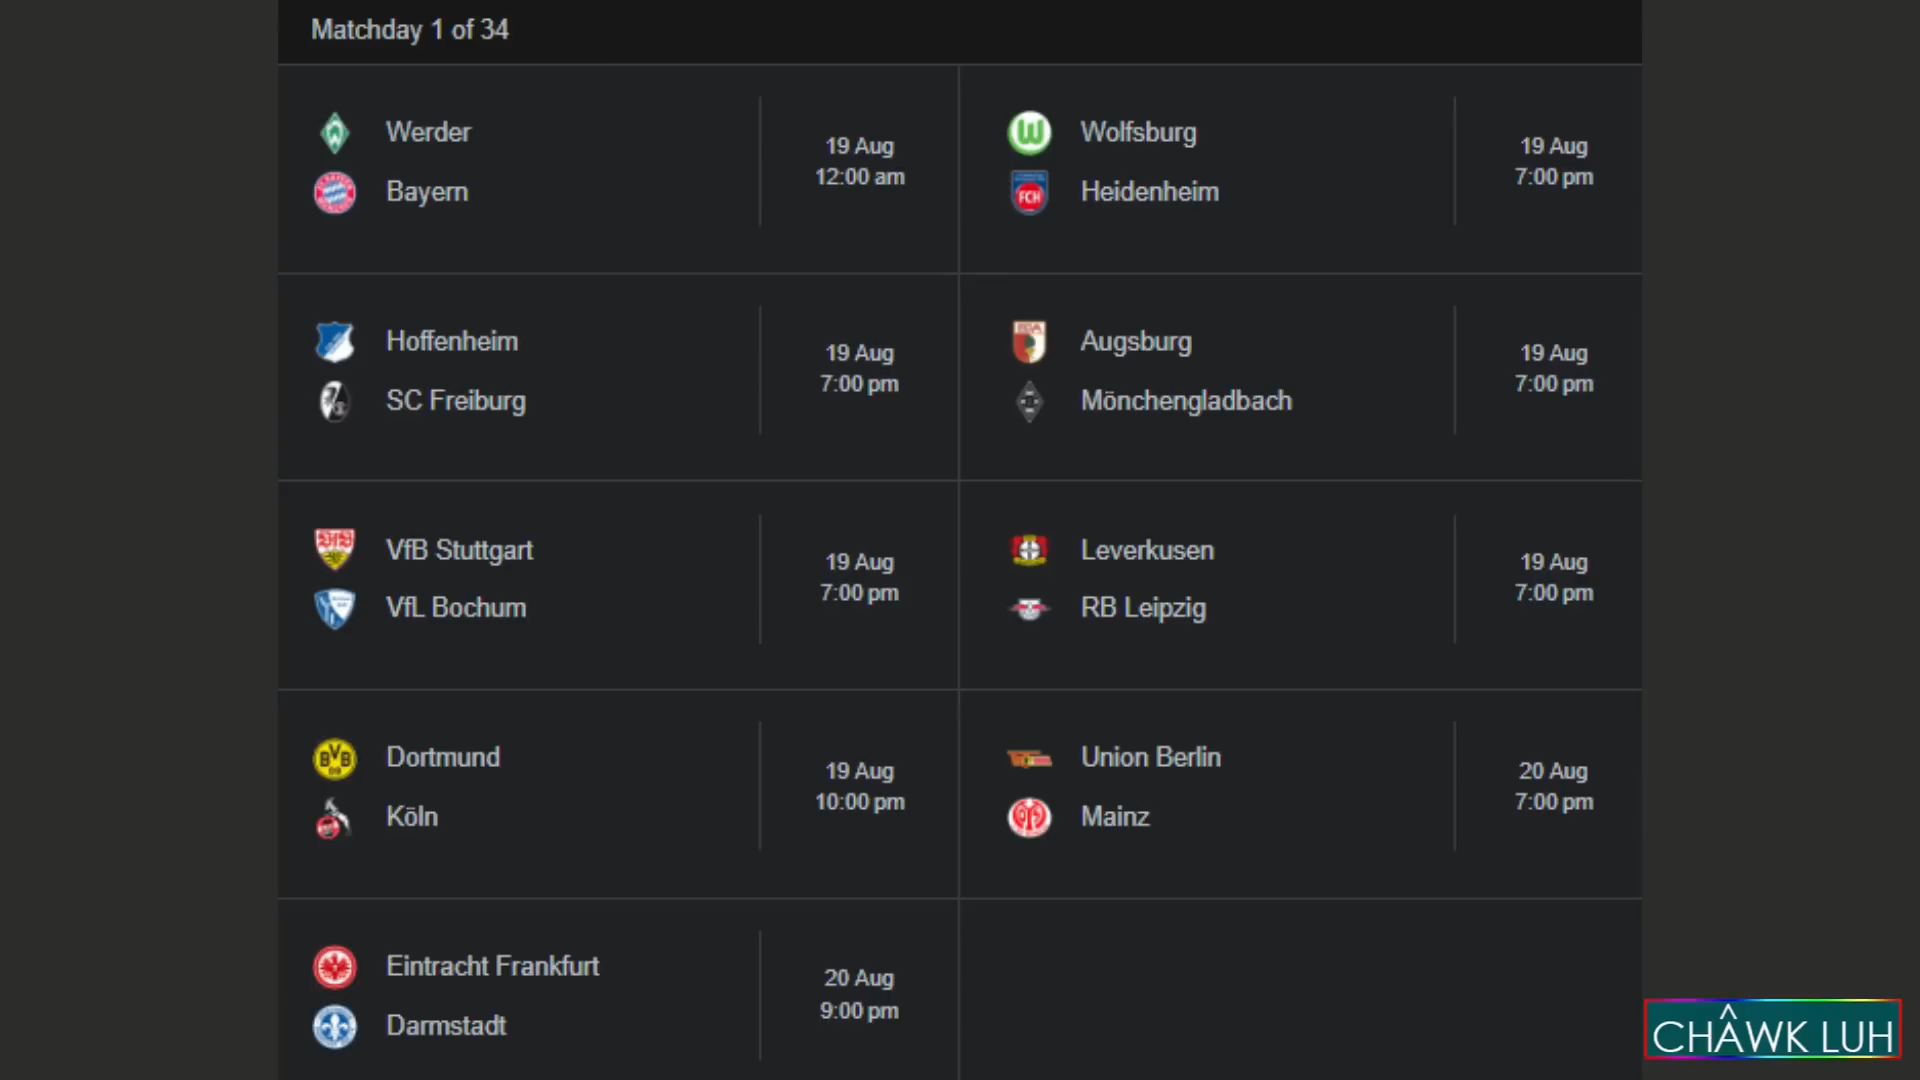 Matchday 1 of 34
Werder
Bayern
19 Aug
12:00 am
Wolfsburg
Heidenheim
19 Aug
7:00 pm
Hoffenheim
SC Freiburg
19 Aug
7:00 pm
Augsburg
Mönchengladbach
19 Aug
7:00 pm
VfB Stuttgart
VfL Bochum
19 Aug
7:00 pm
Leverkusen
RB Leipzig
19 Aug
7:00 pm
Dortmund
Köln
19 Aug
10:00 pm
Union Berlin
Mainz
20 Aug
7:00 pm
Eintracht Frankfurt
Darmstadt
20 Aug
9:00 pm
CHÂWK LUH
FCH
BVB
09